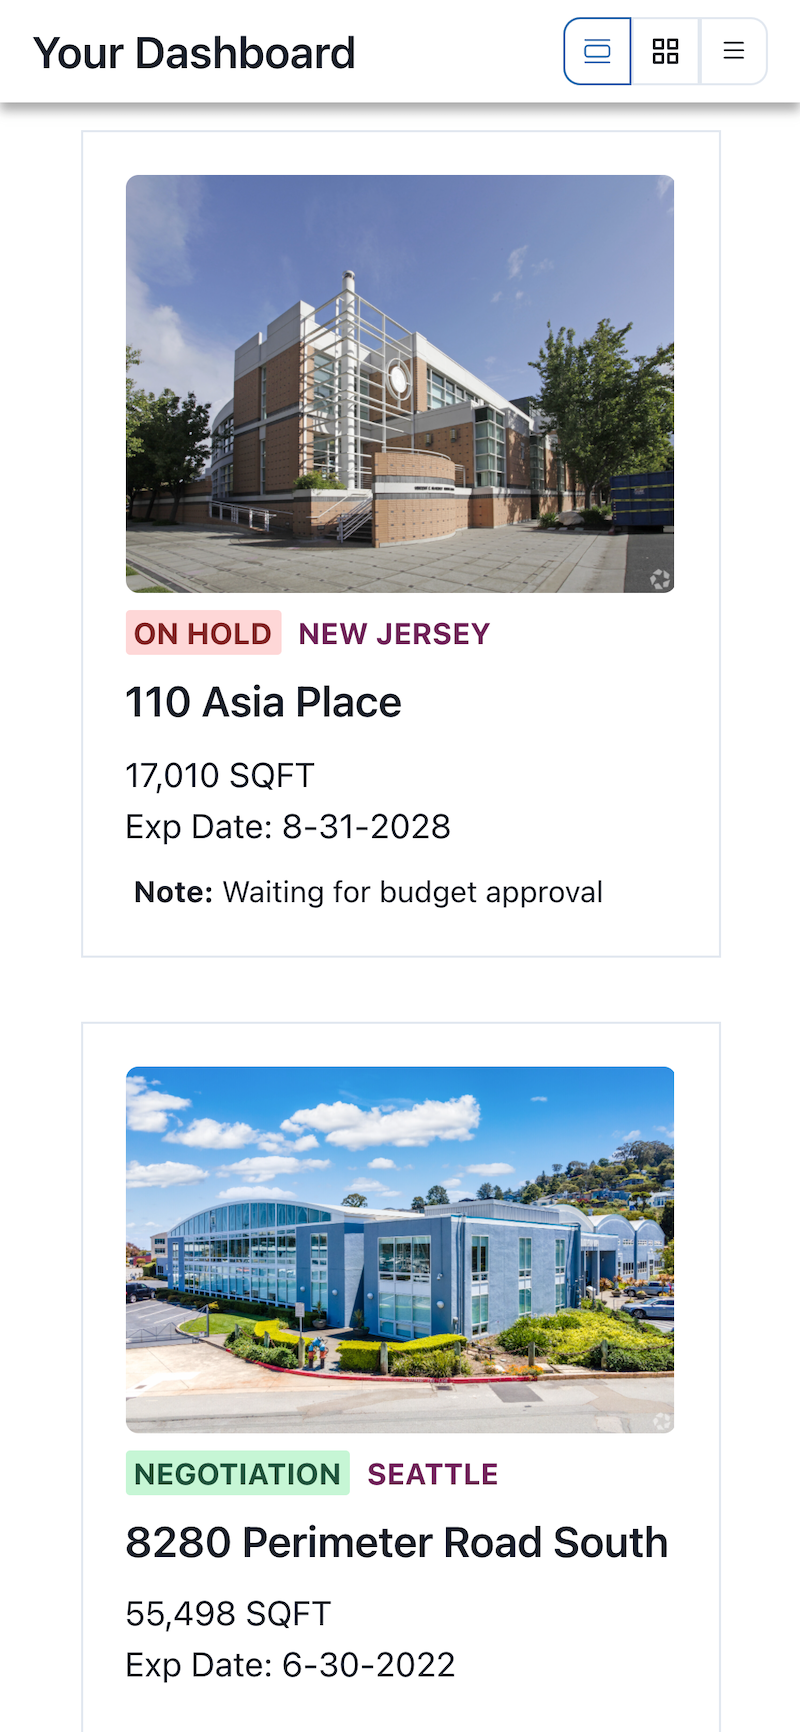 Your Dashboard
ON HOLD NEW JERSEY
110 Asia Place
17,010 SQFT
Exp Date: 8-31-2028
Note: Waiting for budget approval
NEGOTIATION SEATTLE
8280 Perimeter Road South
55,498 SQFT
Exp Date: 6-30-2022